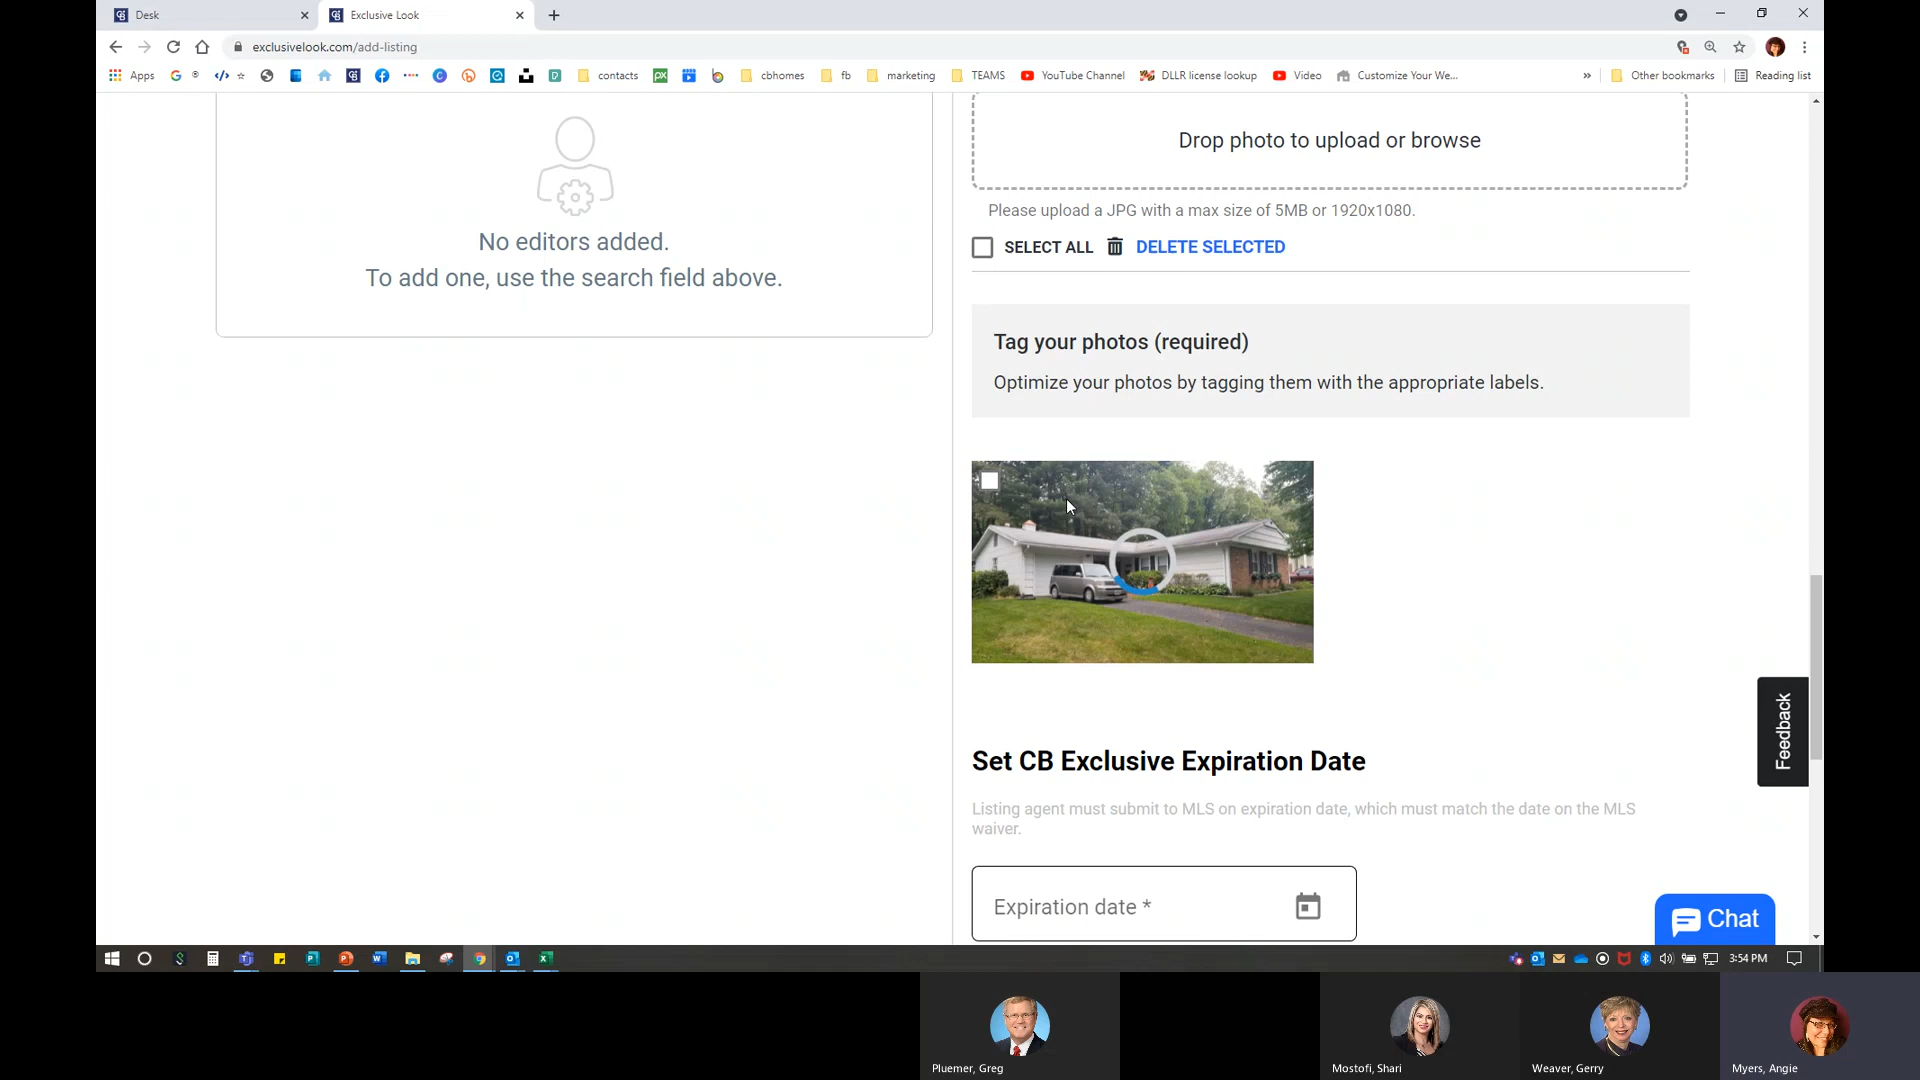 Desk
Exclusive Look
exclusivelook.com/add-listing
Apps
contacts
cbhomes
fb
marketing
TEAMS
YouTube Channel
DLLR license lookup
Video
Customize Your We...
»
Other bookmarks
Reading list
No editors added.
To add one, use the search field above.
Drop photo to upload or browse
Please upload a JPG with a max size of 5MB or 1920x1080.
SELECT ALL
DELETE SELECTED
Tag your photos (required)
Optimize your photos by tagging them with the appropriate labels.
Set CB Exclusive Expiration Date
Listing agent must submit to MLS on expiration date, which must match the date on the MLS
waiver.
Expiration date *
Feedback
Chat
3:54 PM
Pluemer, Greg
Mostofi, Shari
Weaver, Gerry
Myers, Angie